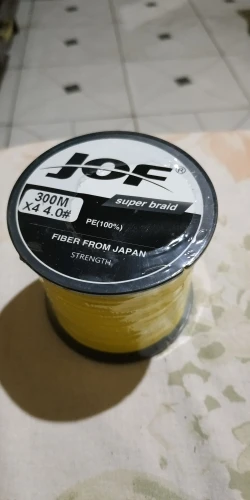 JOF®
super braid
300M
X4 4.0#
PE(100%)
FIBER FROM JAPAN
STRENGTH